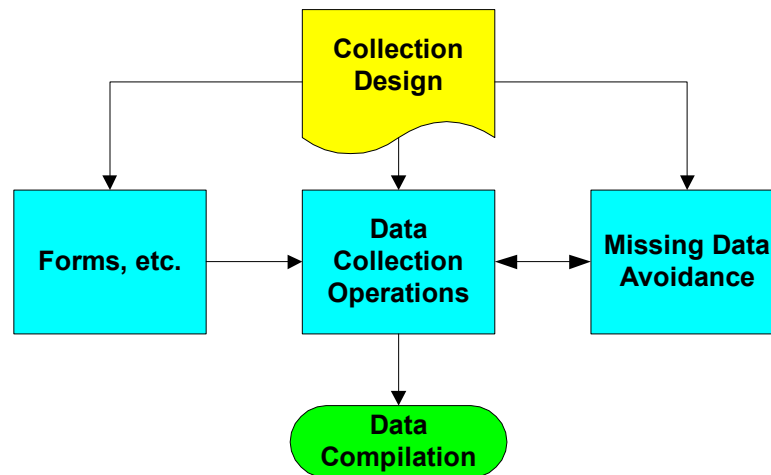 Collection
Design
Forms, etc.
Data
Collection
Operations
Missing Data
Avoidance
Data
Compilation